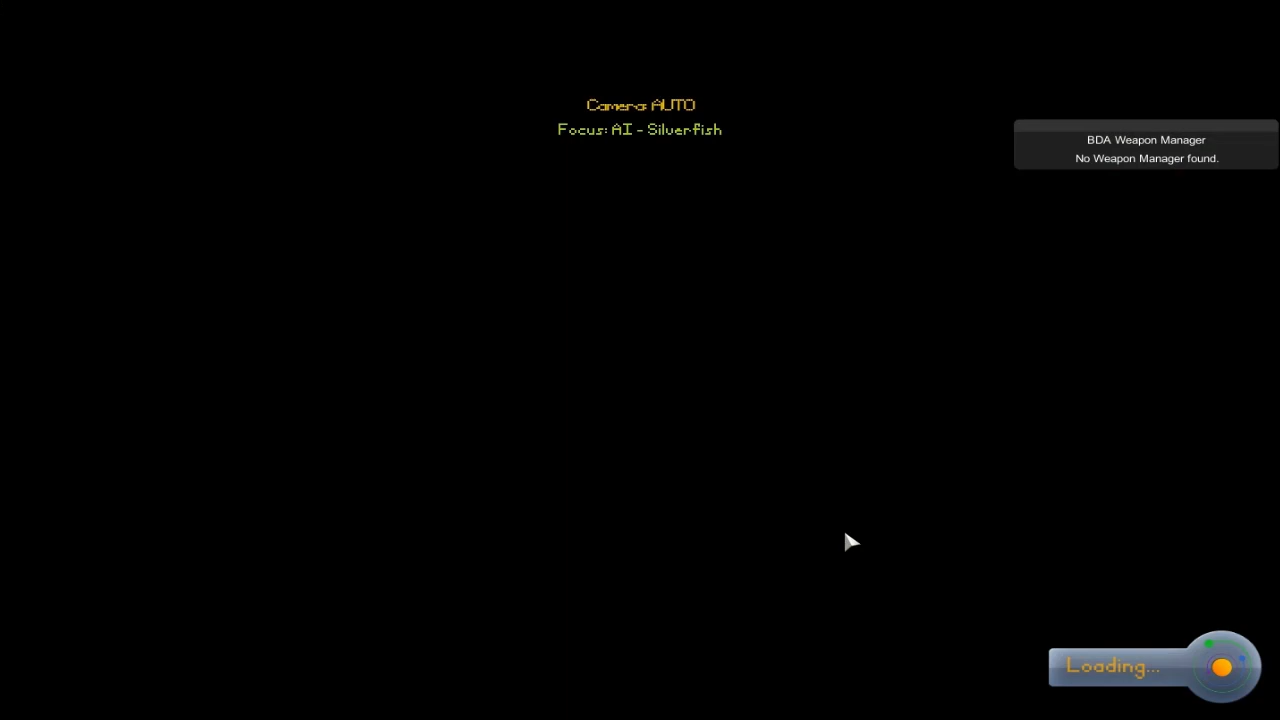 Camera: AUTO
Focus: AI - Silverfish
BDA Weapon Manager
No Weapon Manager found.
Loading...